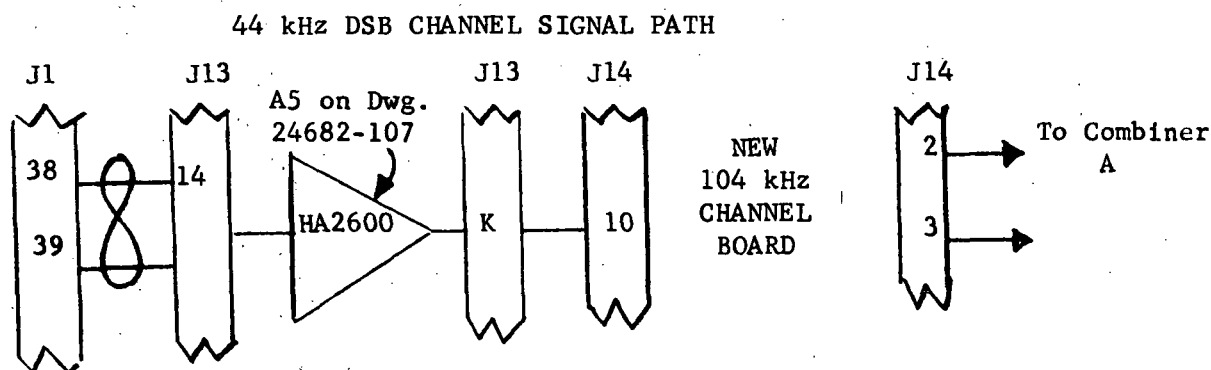 44 kHz DSB CHANNEL SIGNAL PATH
J1
J13
J13
J14
J14
A5 on Dwg.
24682-107
38
39
14
HA2600
K
10
NEW
104 kHz
CHANNEL
BOARD
2
3
To Combiner
A